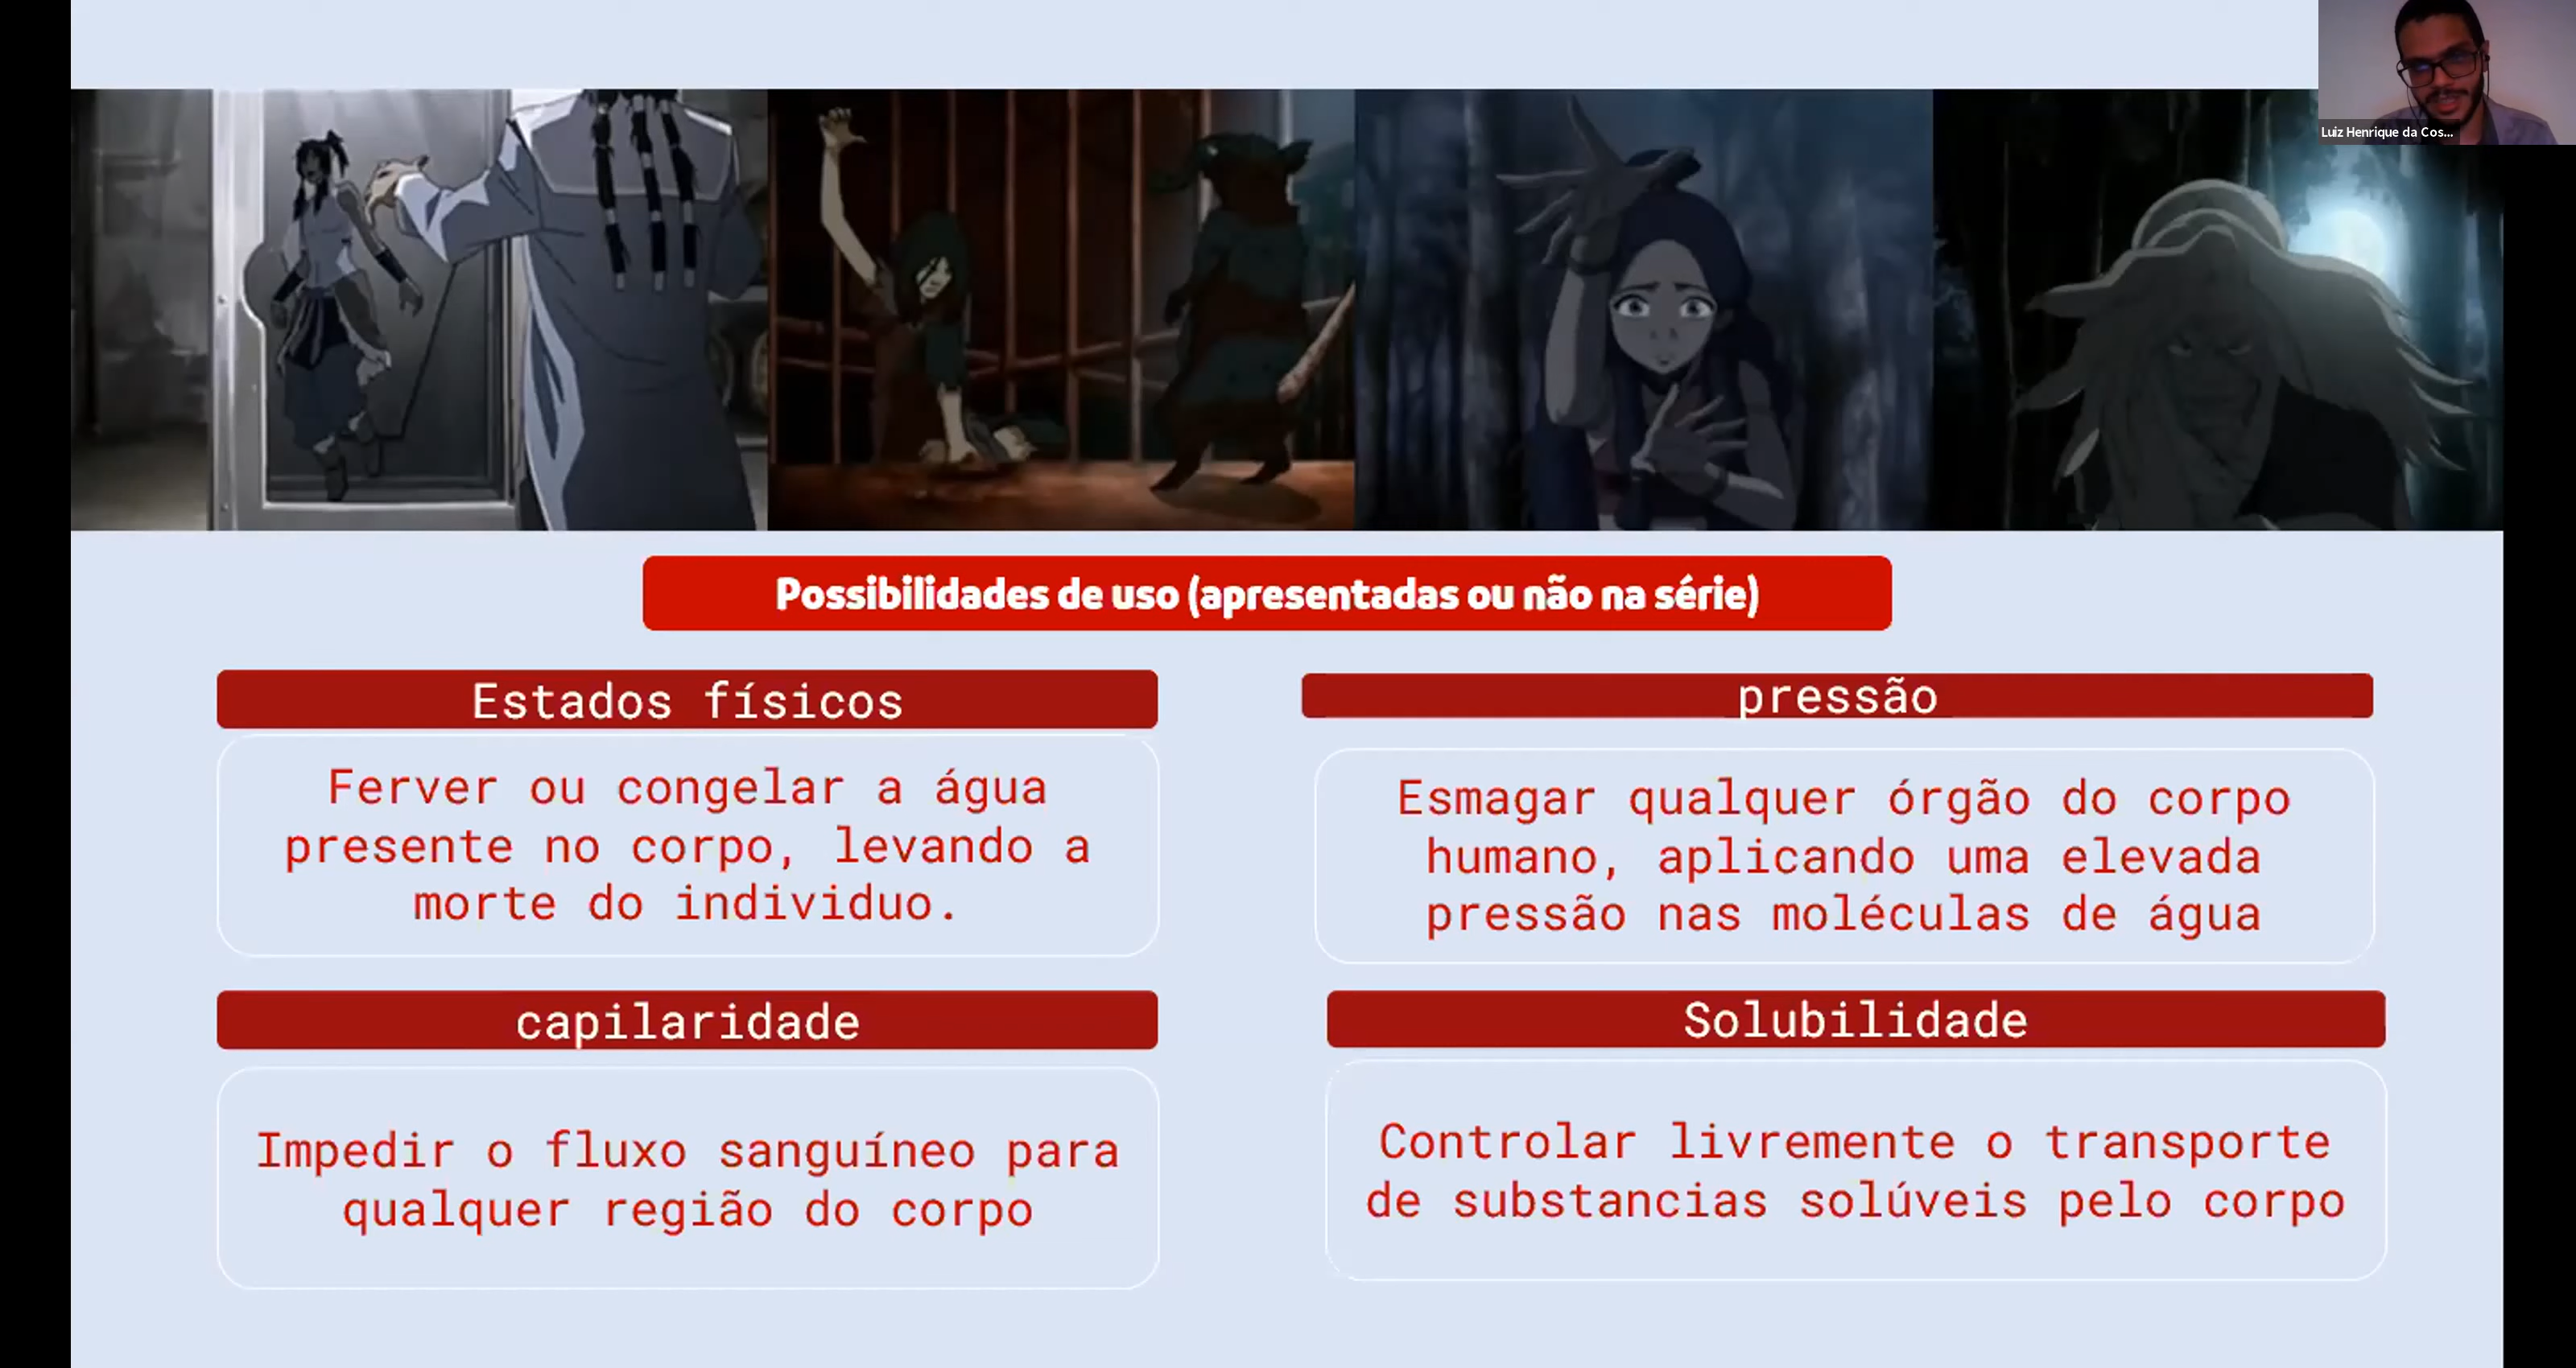 Luiz Henrique da Cos...
Possibilidades de uso (apresentadas ou não na série)
Estados físicos
Ferver ou congelar a água
presente no corpo, levando a
morte do individuo.
pressão
Esmagar qualquer órgão do corpo
humano, aplicando uma elevada
pressão nas moléculas de água
capilaridade
Impedir o fluxo sanguíneo para
qualquer região do corpo
Solubilidade
Controlar livremente o transporte
de substancias solúveis pelo corpo